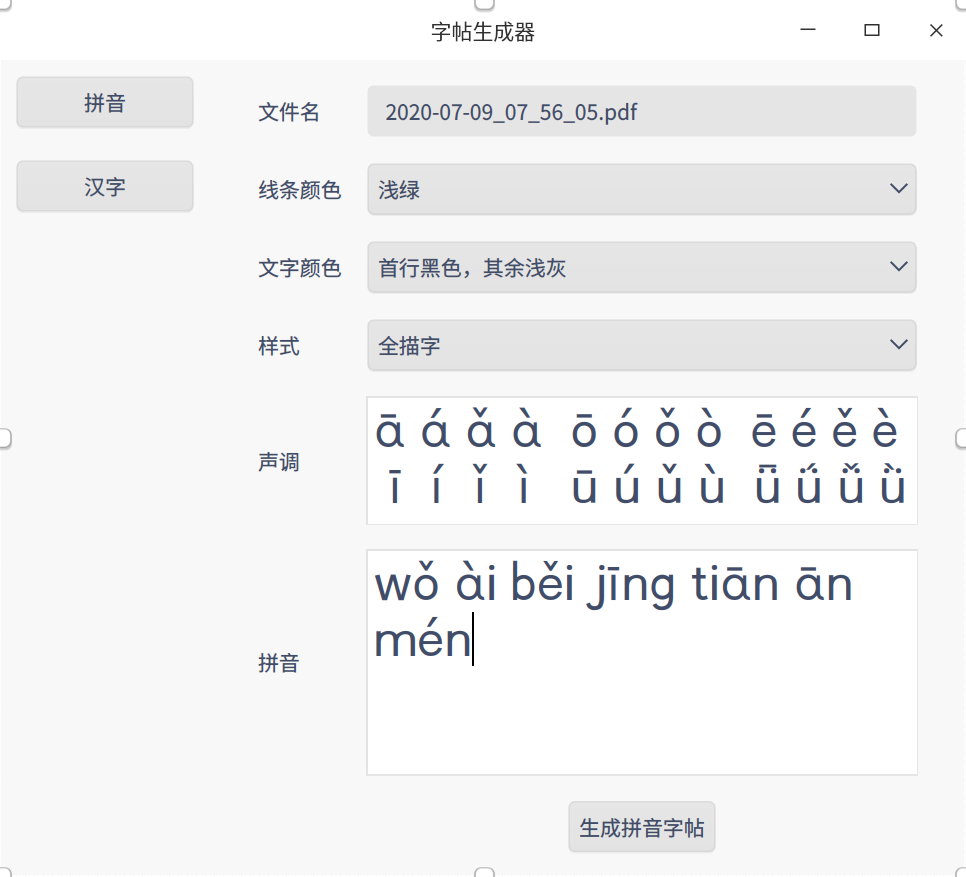 字帖生成器
拼音
汉字
文件名
2020-07-09_07_56_05.pdf
线条颜色
浅绿
文字颜色
首行黑色，其余浅灰
样式
全描字
声调
ā á ǎ à ō ó ǒ ò ē é ě è
ī í ǐ ì ū ú ǔ ù ǖ ǘ ǚ ǜ
拼音
wǒ ài běi jīng tiān ān
mén
生成拼音字帖